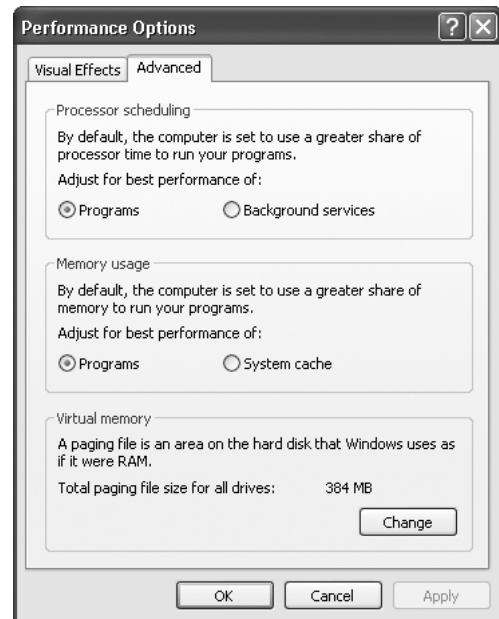 Performance Options
Visual Effects Advanced
Processor scheduling
By default, the computer is set to use a greater share of
processor time to run your programs.
Adjust for best performance of:
Programs Background services
Memory usage
By default, the computer is set to use a greater share of
memory to run your programs.
Adjust for best performance of:
Programs System cache
Virtual memory
A paging file is an area on the hard disk that Windows uses as
if it were RAM.
Total paging file size for all drives: 384 MB
Change
OK Cancel Apply